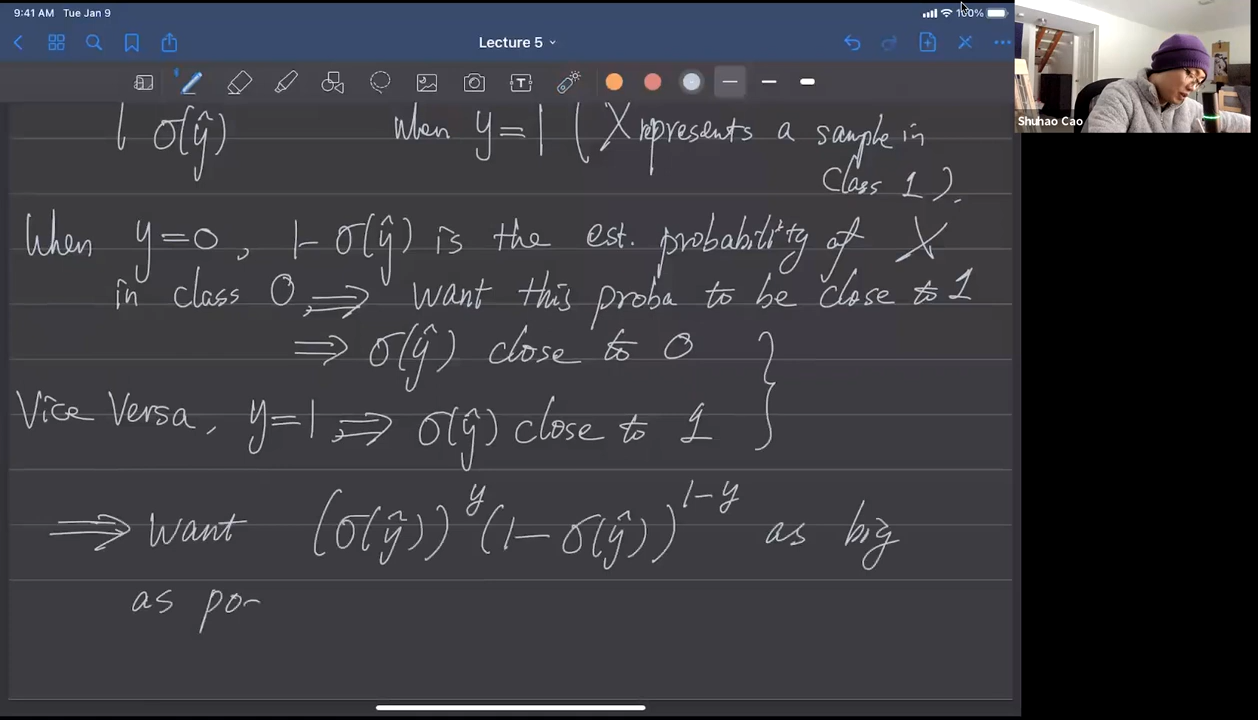 9:41 AM Tue Jan 9
100%
Lecture 5
Shuhao Cao
{ σ(ŷ) when y=1 (X represents a sample in
Class 1).
When y=0, 1- σ(ŷ) is the est. probability of X
in class 0 ⟹ want this proba to be close to 1
⟹ σ(ŷ) close to 0 }
Vice Versa, y=1 ⟹ σ(ŷ) close to 1
⟹ Want (σ(ŷ))^y (1- σ(ŷ))^{1-y} as big
as po